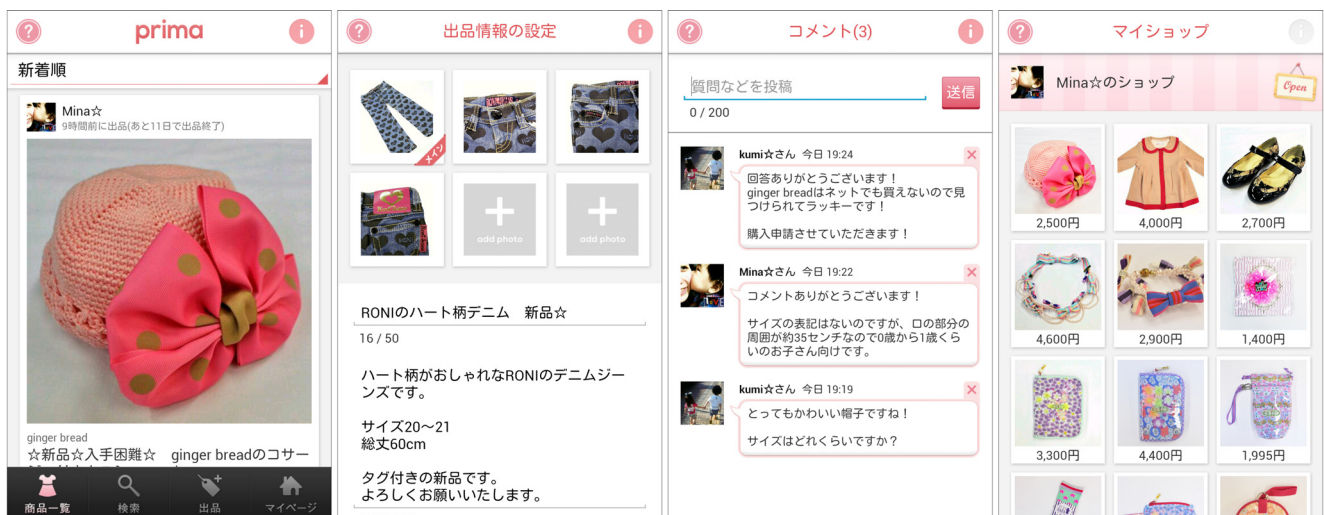 prima
新着順
Mina☆
9時間前に出品(あと11日で出品終了)
ginger bread
☆新品☆入手困難☆　ginger breadのコサー
商品一覧
検索
出品
マイページ
出品情報の設定
メイン
add photo
add photo
RONIのハート柄デニム　新品☆
16 / 50
ハート柄がおしゃれなRONIのデニムジー
ンズです。
サイズ20～21
総丈60cm
タグ付きの新品です。
よろしくお願いいたします。
コメント(3)
質問などを投稿
送信
0 / 200
kumi☆さん 今日 19:24
回答ありがとうございます！
ginger breadはネットでも買えないので見
つけられてラッキーです！
購入申請させていただきます！
Mina☆さん 今日 19:22
コメントありがとうございます！
サイズの表記はないのですが、口の部分の
周囲が約35センチなので0歳から1歳くら
いのお子さん向けです。
kumi☆さん 今日 19:19
とってもかわいい帽子ですね！
サイズはどれくらいですか？
マイショップ
Mina☆のショップ
Open
2,500円
4,000円
2,700円
4,600円
2,900円
1,400円
3,300円
4,400円
1,995円